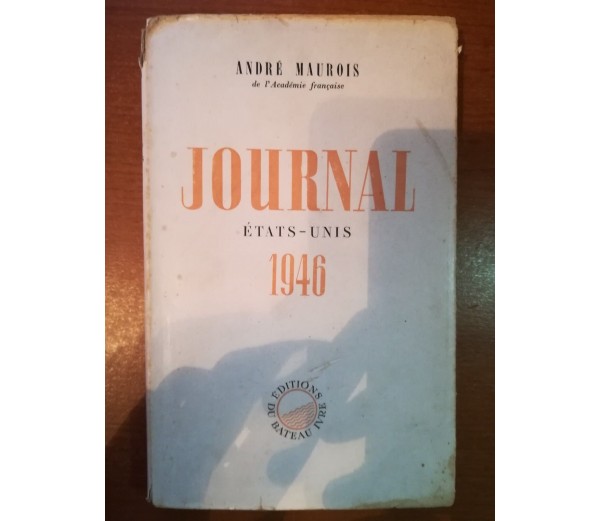 ANDRÉ MAUROIS
de l'Académie française
JOURNAL
ÉTATS-UNIS
1946
ÉDITIONS
DU BATEAU IVRE